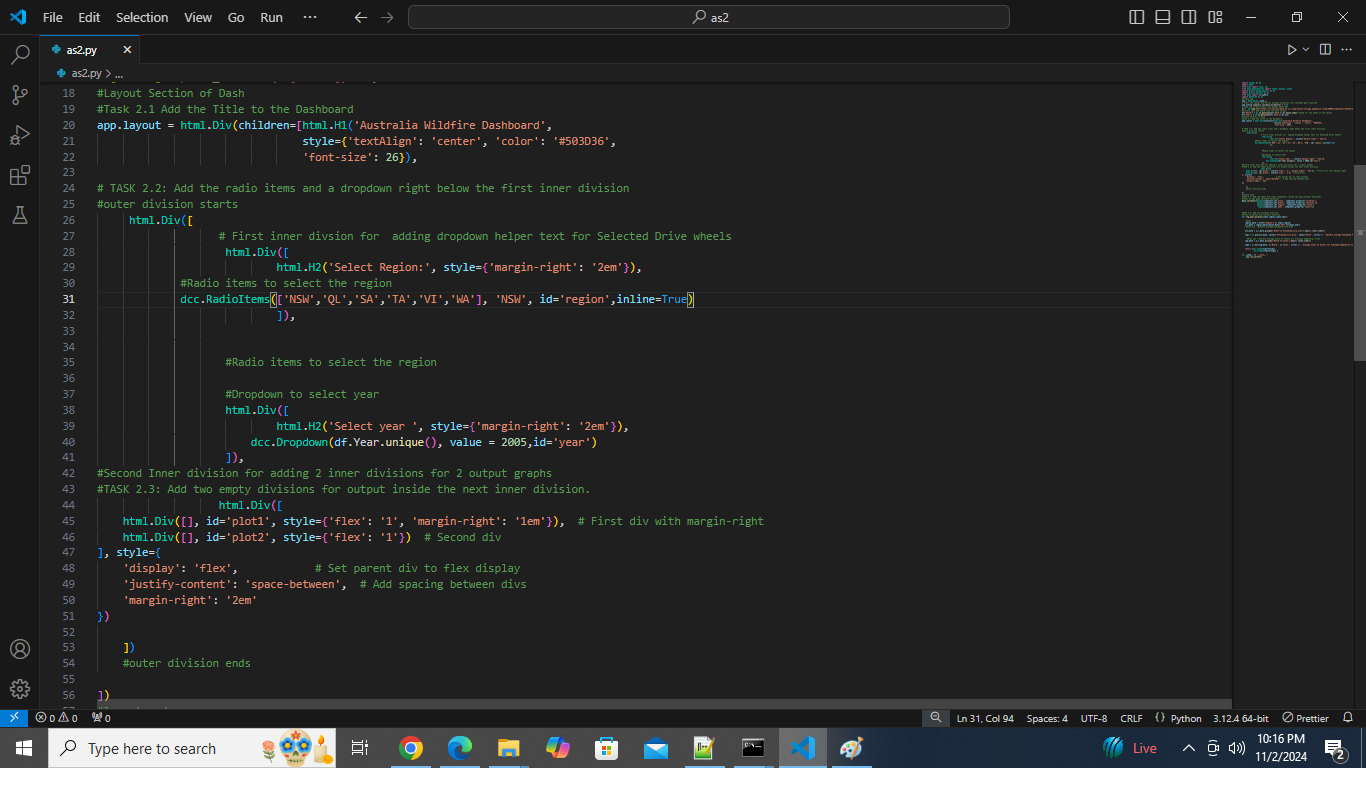 File Edit Selection View Go Run ··· as2
as2.py
as2.py > ...
18 #Layout Section of Dash
19 #Task 2.1 Add the Title to the Dashboard
20 app.layout = html.Div(children=[html.H1('Australia Wildfire Dashboard',
21 style={'textAlign': 'center', 'color': '#503D36',
22 'font-size': 26}),
23
24 # TASK 2.2: Add the radio items and a dropdown right below the first inner division
25 #outer division starts
26 html.Div([
27 # First inner divsion for  adding dropdown helper text for Selected Drive wheels
28 html.Div([
29 html.H2('Select Region:', style={'margin-right': '2em'}),
30 #Radio items to select the region
31 dcc.RadioItems(['NSW','QL','SA','TA','VI','WA'], 'NSW', id='region',inline=True)
32 ]),
33
34
35 #Radio items to select the region
36
37 #Dropdown to select year
38 html.Div([
39 html.H2('Select year ', style={'margin-right': '2em'}),
40 dcc.Dropdown(df.Year.unique(), value = 2005,id='year')
41 ]),
42 #Second Inner division for adding 2 inner divisions for 2 output graphs
43 #TASK 2.3: Add two empty divisions for output inside the next inner division.
44 html.Div([
45 html.Div([], id='plot1', style={'flex': '1', 'margin-right': '1em'}),  # First div with margin-right
46 html.Div([], id='plot2', style={'flex': '1'})  # Second div
47 ], style={
48 'display': 'flex', # Set parent div to flex display
49 'justify-content': 'space-between',  # Add spacing between divs
50 'margin-right': '2em'
51 })
52
53 ])
54 #outer division ends
55
56 ])
0 0 0 Ln 31, Col 94 Spaces: 4 UTF-8 CRLF Python 3.12.4 64-bit Prettier
Type here to search
Live
10:16 PM
11/2/2024
2